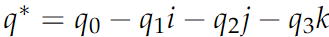 q* = q₀ − q₁i − q₂j − q₃k